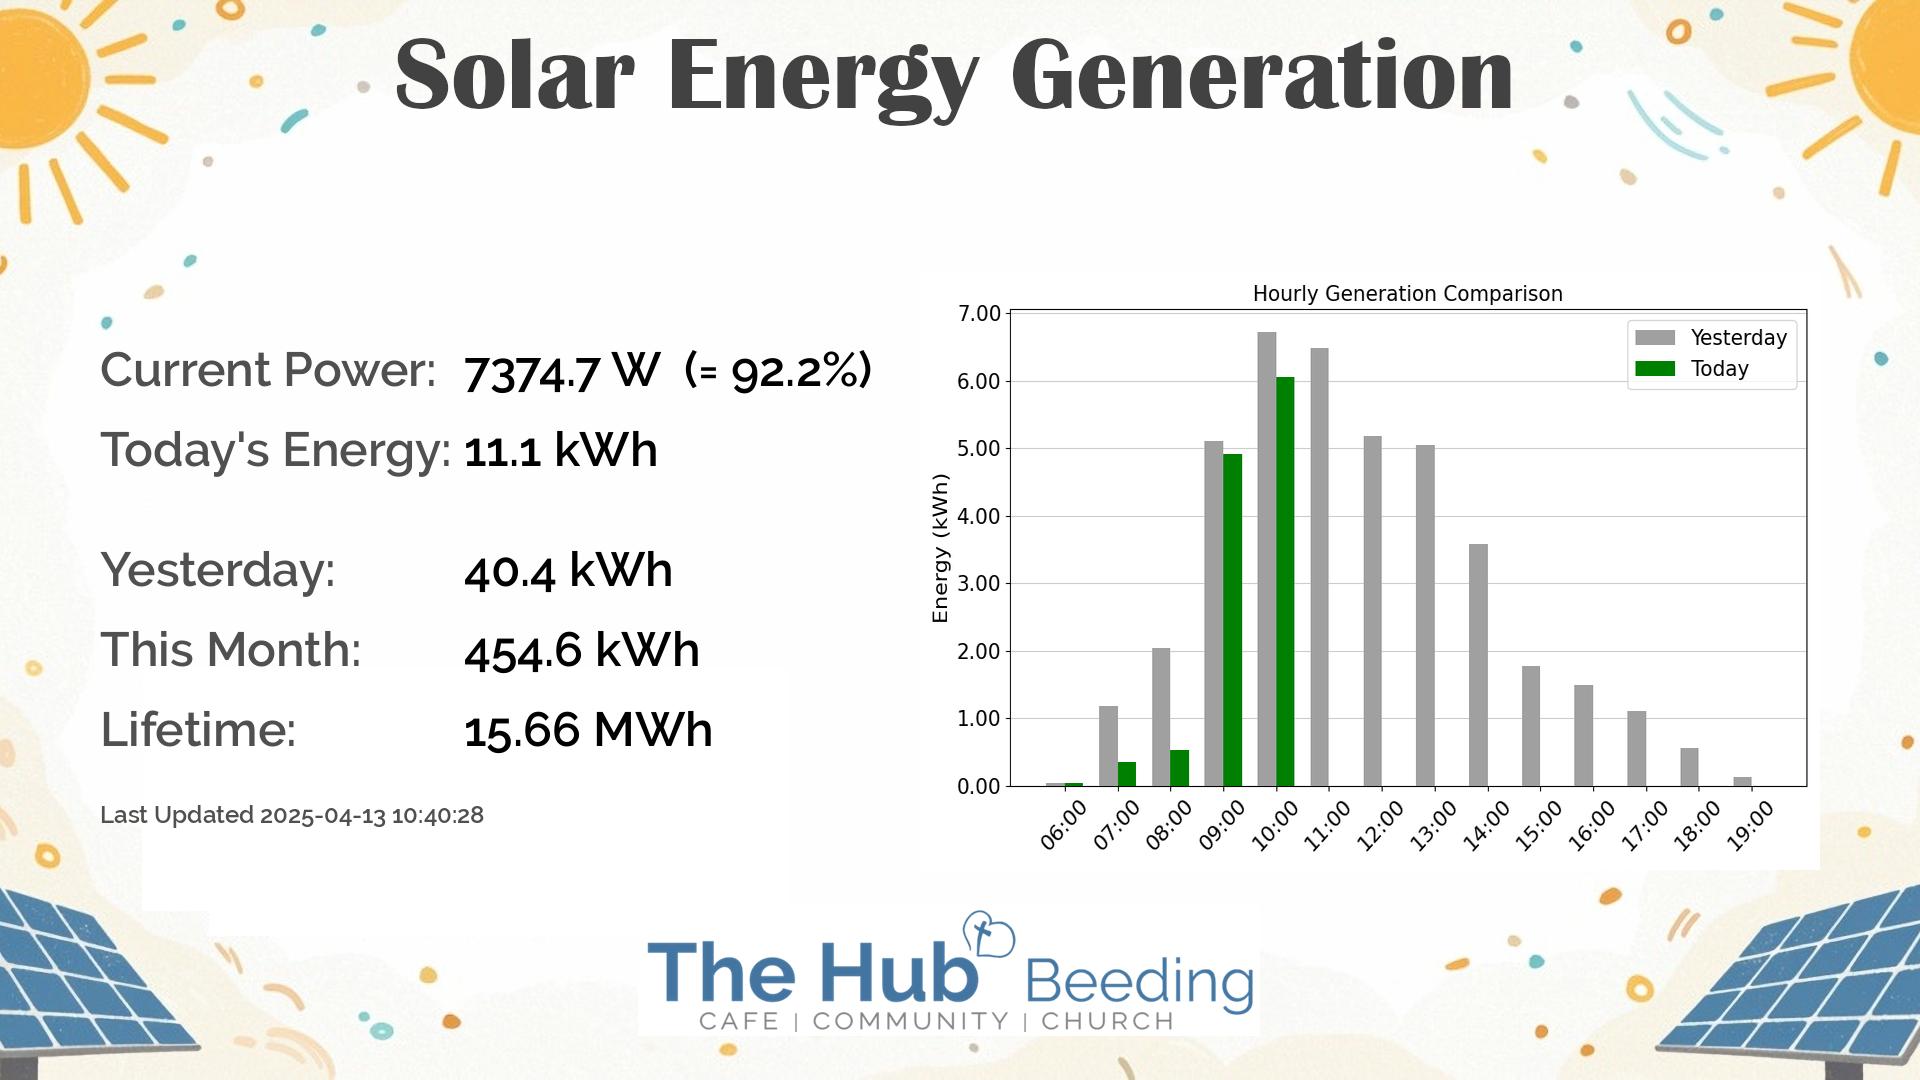 Solar Energy Generation
Current Power: 7374.7 W (= 92.2%)
Today's Energy: 11.1 kWh
Yesterday: 40.4 kWh
This Month: 454.6 kWh
Lifetime: 15.66 MWh
Last Updated 2025-04-13 10:40:28
Hourly Generation Comparison
Yesterday
Today
Energy (kWh)
7.00
6.00
5.00
4.00
3.00
2.00
1.00
0.00
06:00 07:00 08:00 09:00 10:00 11:00 12:00 13:00 14:00 15:00 16:00 17:00 18:00 19:00
The Hub Beeding
CAFE | COMMUNITY | CHURCH